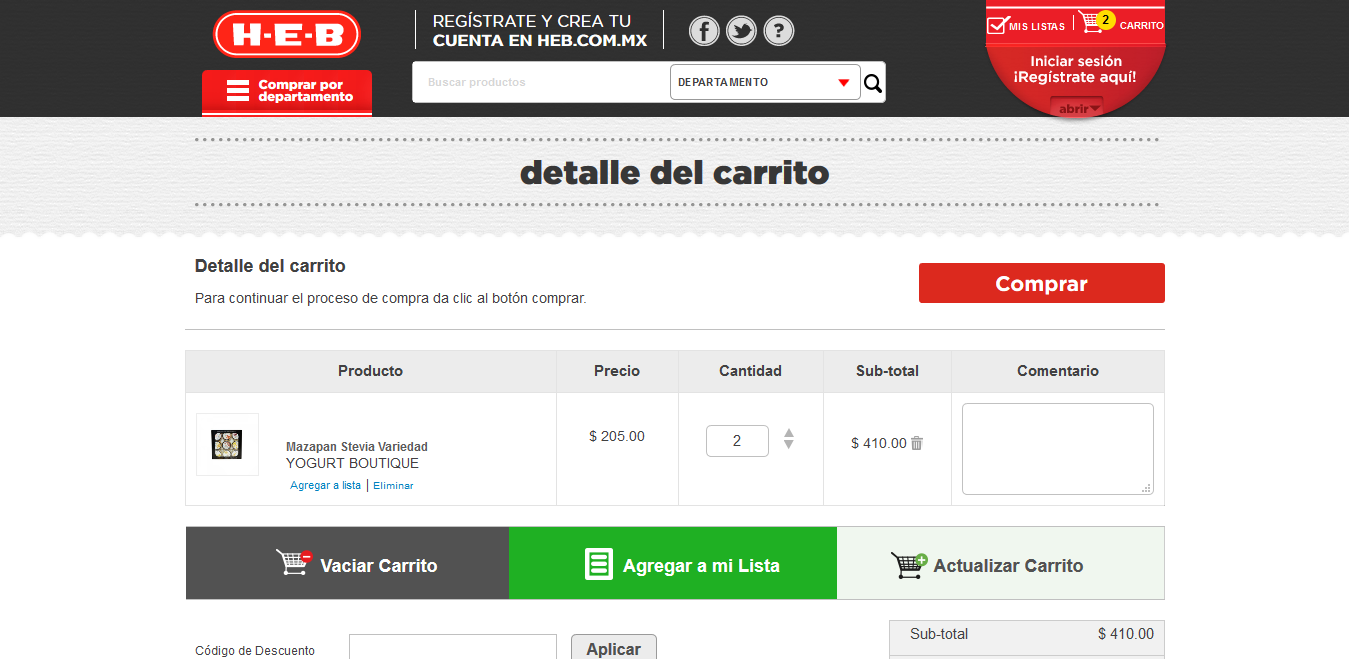 H-E-B
REGÍSTRATE Y CREA TU
CUENTA EN HEB.COM.MX
f
?
MIS LISTAS
2
CARRITO
Comprar por
departamento
Buscar productos
DEPARTAMENTO
Iniciar sesión
¡Regístrate aquí!
abrir
detalle del carrito
Detalle del carrito
Para continuar el proceso de compra da clic al botón comprar.
Comprar
Producto
Precio
Cantidad
Sub-total
Comentario
Mazapan Stevia Variedad
YOGURT BOUTIQUE
Agregar a lista | Eliminar
$ 205.00
2
$ 410.00
Vaciar Carrito
Agregar a mi Lista
Actualizar Carrito
Código de Descuento
Aplicar
Sub-total
$ 410.00